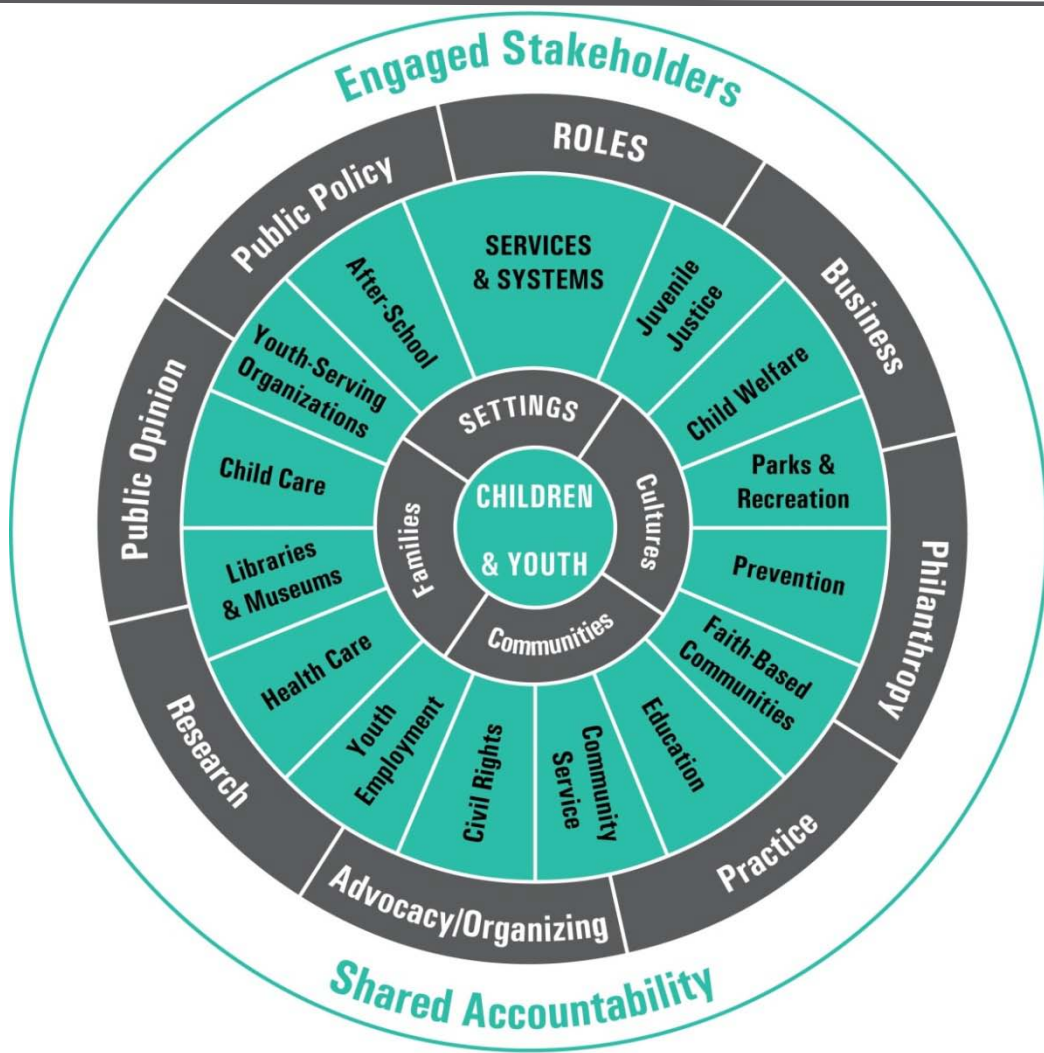 Engaged Stakeholders
ROLES
Business
Philanthropy
Practice
Advocacy/Organizing
Research
Public Opinion
Public Policy
SERVICES
& SYSTEMS
Juvenile
Justice
Child Welfare
Parks &
Recreation
Prevention
Faith-Based
Communities
Education
Community
Service
Civil Rights
Youth
Employment
Health Care
Libraries
& Museums
Child Care
Youth-Serving
Organizations
After-School
SETTINGS
Cultures
Communities
Families
CHILDREN
& YOUTH
Shared Accountability